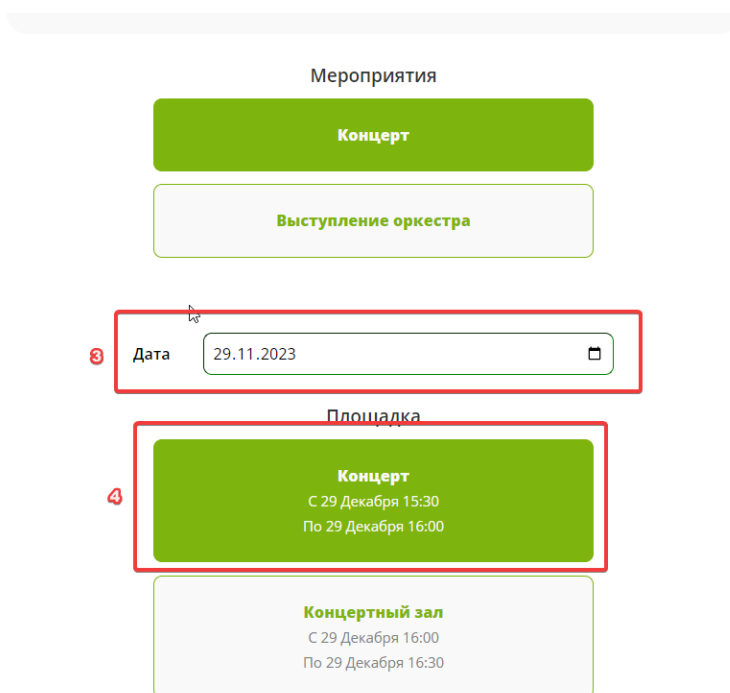 Мероприятия
Концерт
Выступление оркестра
3 Дата 29.11.2023
Площадка
4
Концерт
С 29 Декабря 15:30
По 29 Декабря 16:00
Концертный зал
С 29 Декабря 16:00
По 29 Декабря 16:30